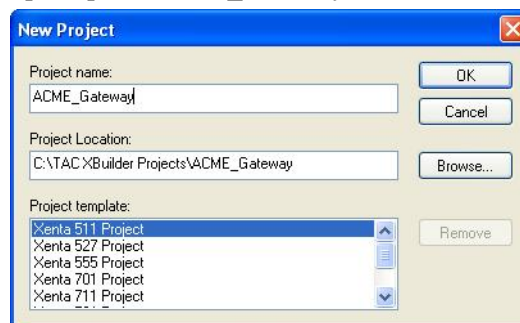 New Project
Project name:
OK
ACME_Gateway
Cancel
Project Location:
C:\TAC XBuilder Projects\ACME_Gateway
Browse...
Project template:
Xenta 511 Project
Remove
Xenta 527 Project
Xenta 555 Project
Xenta 701 Project
Xenta 711 Project